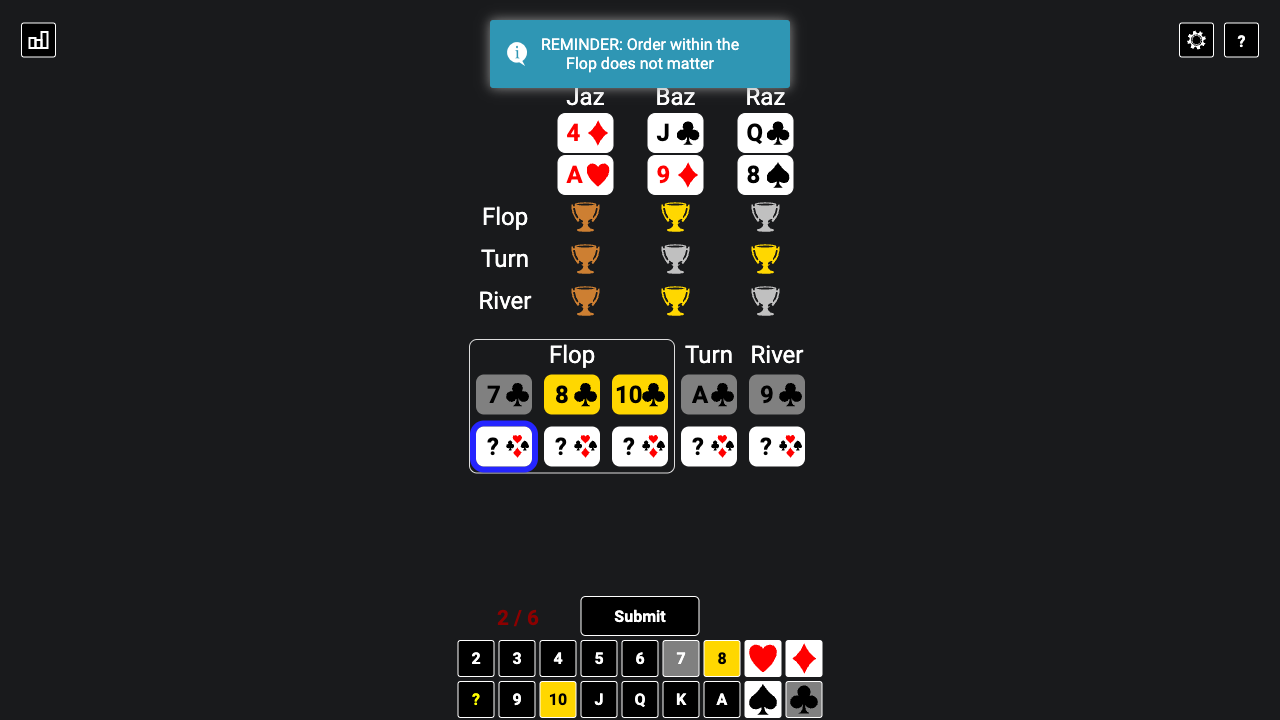 REMINDER: Order within the
Flop does not matter
?
Jaz Baz Raz
4 J Q
A 9 8
Flop
Turn
River
Flop Turn River
7 8 10 A 9
? ? ? ? ?
2 / 6 Submit
2 3 4 5 6 7 8
? 9 10 J Q K A